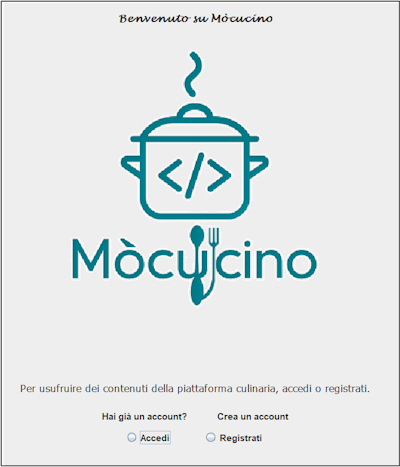 Benvenuto su Mòcucino
</>
Mòcucino
Per usufruire dei contenuti della piattaforma culinaria, accedi o registrati.
Hai già un account? Crea un account
Accedi Registrati